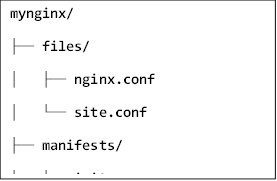 mynginx/
├── files/
│   ├── nginx.conf
│   └── site.conf
├── manifests/